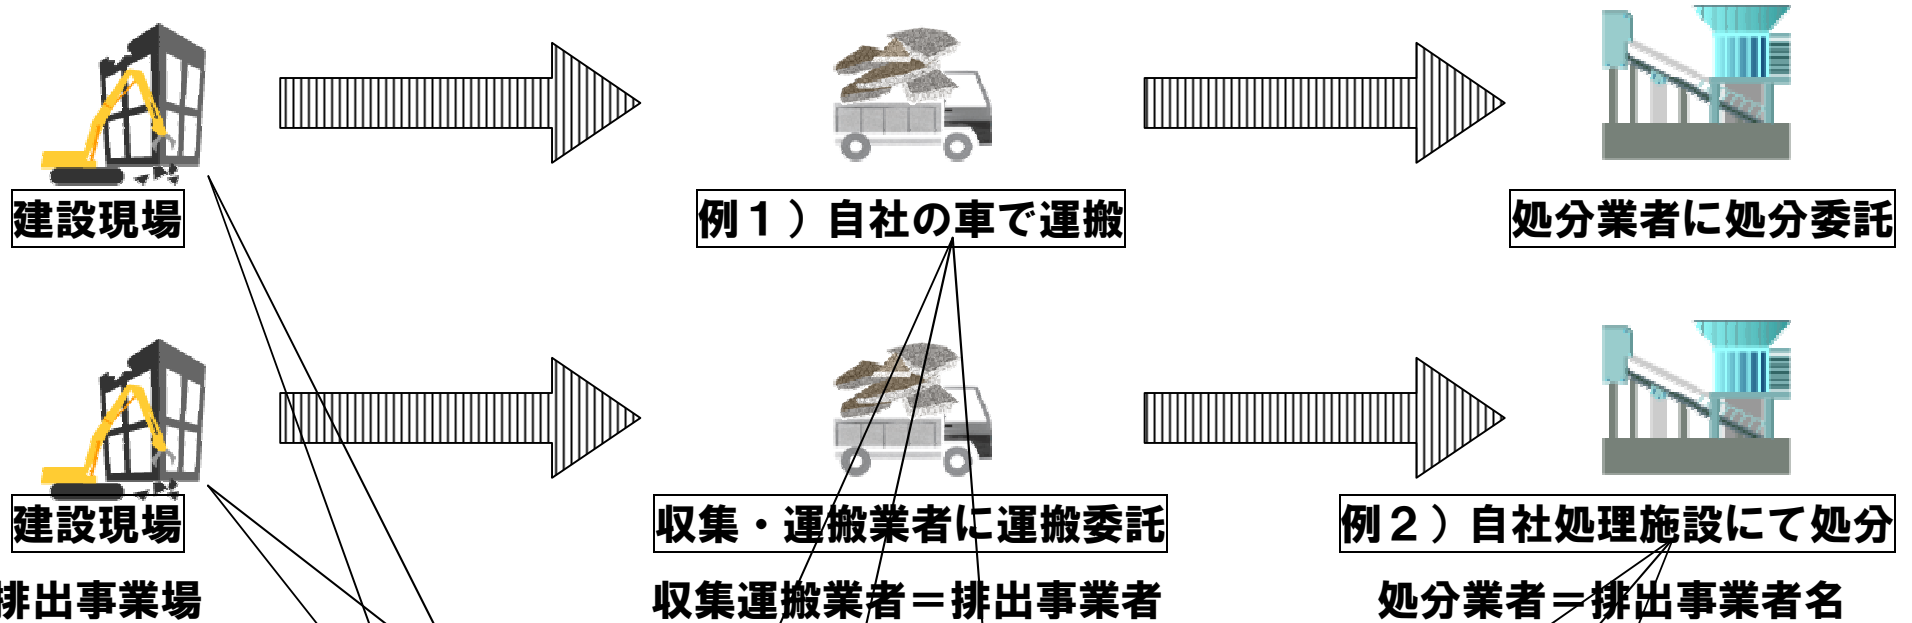 建設現場
例１）自社の車で運搬
処分業者に処分委託
建設現場
収集・運搬業者に運搬委託
例２）自社処理施設にて処分
排出事業場
収集運搬業者＝排出事業者
処分業者＝排出事業者名